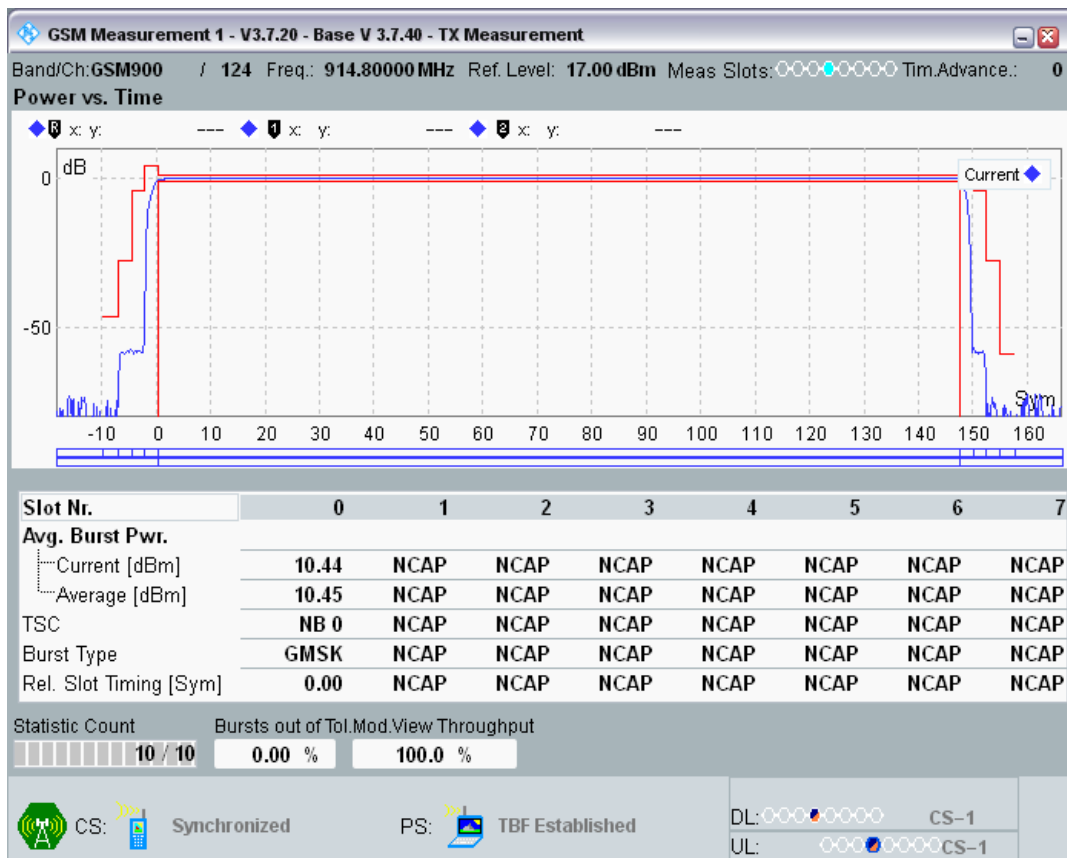 GSM Measurement 1 - V3.7.20 - Base V 3.7.40 - TX Measurement
Band/Ch:GSM900 / 124 Freq.: 914.80000 MHz Ref. Level: 17.00 dBm Meas Slots: Tim.Advance.: 0
Power vs. Time
R x: y: --- 1 x: y: --- 2 x: y: ---
dB
Current
0
-50
Sym
-10 0 10 20 30 40 50 60 70 80 90 100 110 120 130 140 150 160
Slot Nr. 0 1 2 3 4 5 6 7
Avg. Burst Pwr.
Current [dBm] 10.44 NCAP NCAP NCAP NCAP NCAP NCAP NCAP
Average [dBm] 10.45 NCAP NCAP NCAP NCAP NCAP NCAP NCAP
TSC NB 0 NCAP NCAP NCAP NCAP NCAP NCAP NCAP
Burst Type GMSK NCAP NCAP NCAP NCAP NCAP NCAP NCAP
Rel. Slot Timing [Sym] 0.00 NCAP NCAP NCAP NCAP NCAP NCAP NCAP
Statistic Count Bursts out of Tol.Mod.View Throughput
10 / 10 0.00 % 100.0 %
CS: Synchronized PS: TBF Established
DL: CS-1
UL: CS-1